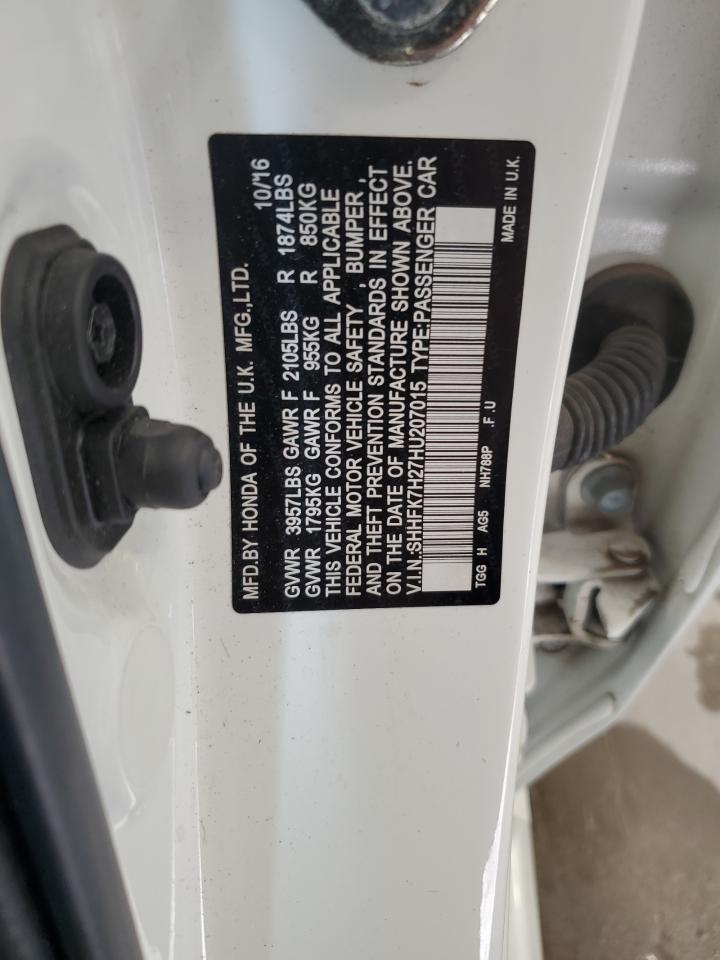 MFD.BY HONDA OF THE U.K. MFG.,LTD. 10/'16
GVWR 3957LBS GAWR F 2105LBS R 1874LBS
GVWR 1795KG GAWR F 955KG R 850KG
THIS VEHICLE CONFORMS TO ALL APPLICABLE
FEDERAL MOTOR VEHICLE SAFETY , BUMPER ,
AND THEFT PREVENTION STANDARDS IN EFFECT
ON THE DATE OF MANUFACTURE SHOWN ABOVE.
V.I.N.:SHHFK7H27HU207015 TYPE:PASSENGER CAR
TGG H AG5 NH788P .F .U MADE IN U.K.